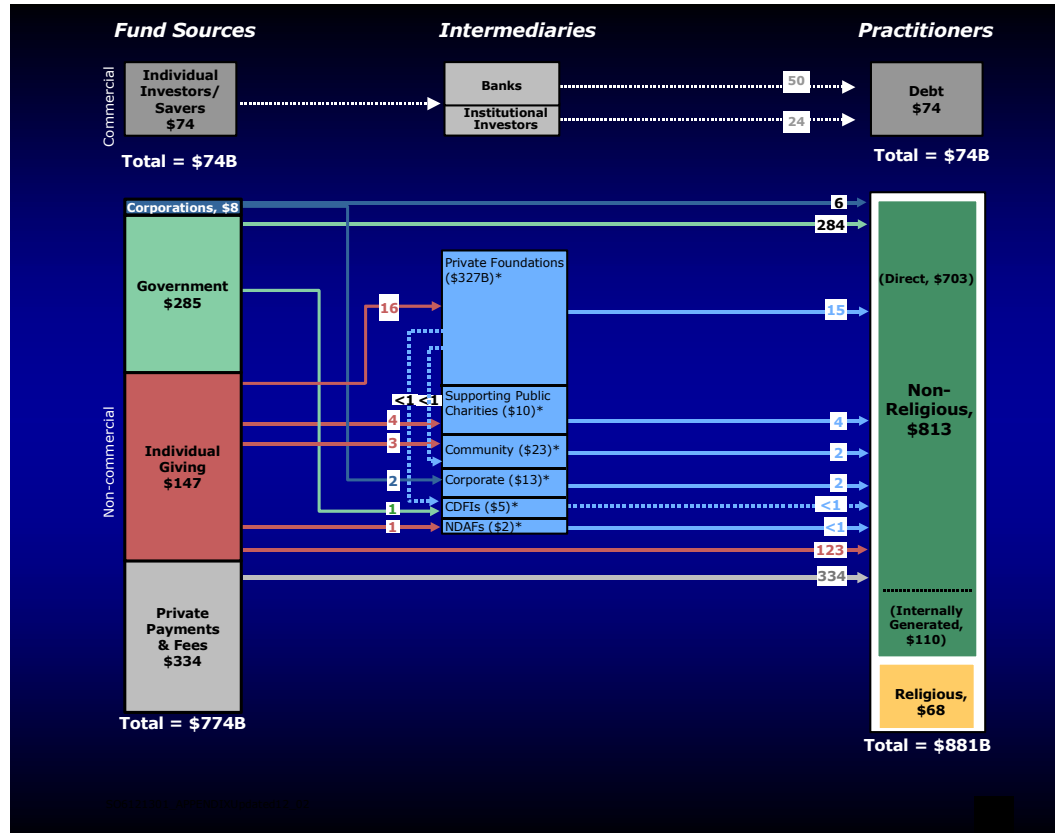 Fund Sources
Intermediaries
Practitioners
Commercial
Individual
Investors/
Savers
$74
Banks
Institutional
Investors
50
24
Debt
$74
Total = $74B
Total = $74B
Non-commercial
Corporations, $8
Government
$285
Individual
Giving
$147
Private
Payments
& Fees
$334
Total = $774B
16
<1
<1
4
3
2
1
1
Private Foundations
($327B)*
Supporting Public
Charities ($10)*
Community ($23)*
Corporate ($13)*
CDFIs ($5)*
NDAFs ($2)*
6
284
15
4
2
2
<1
<1
123
334
(Direct, $703)
Non-
Religious,
$813
(Internally
Generated,
$110)
Religious,
$68
Total = $881B